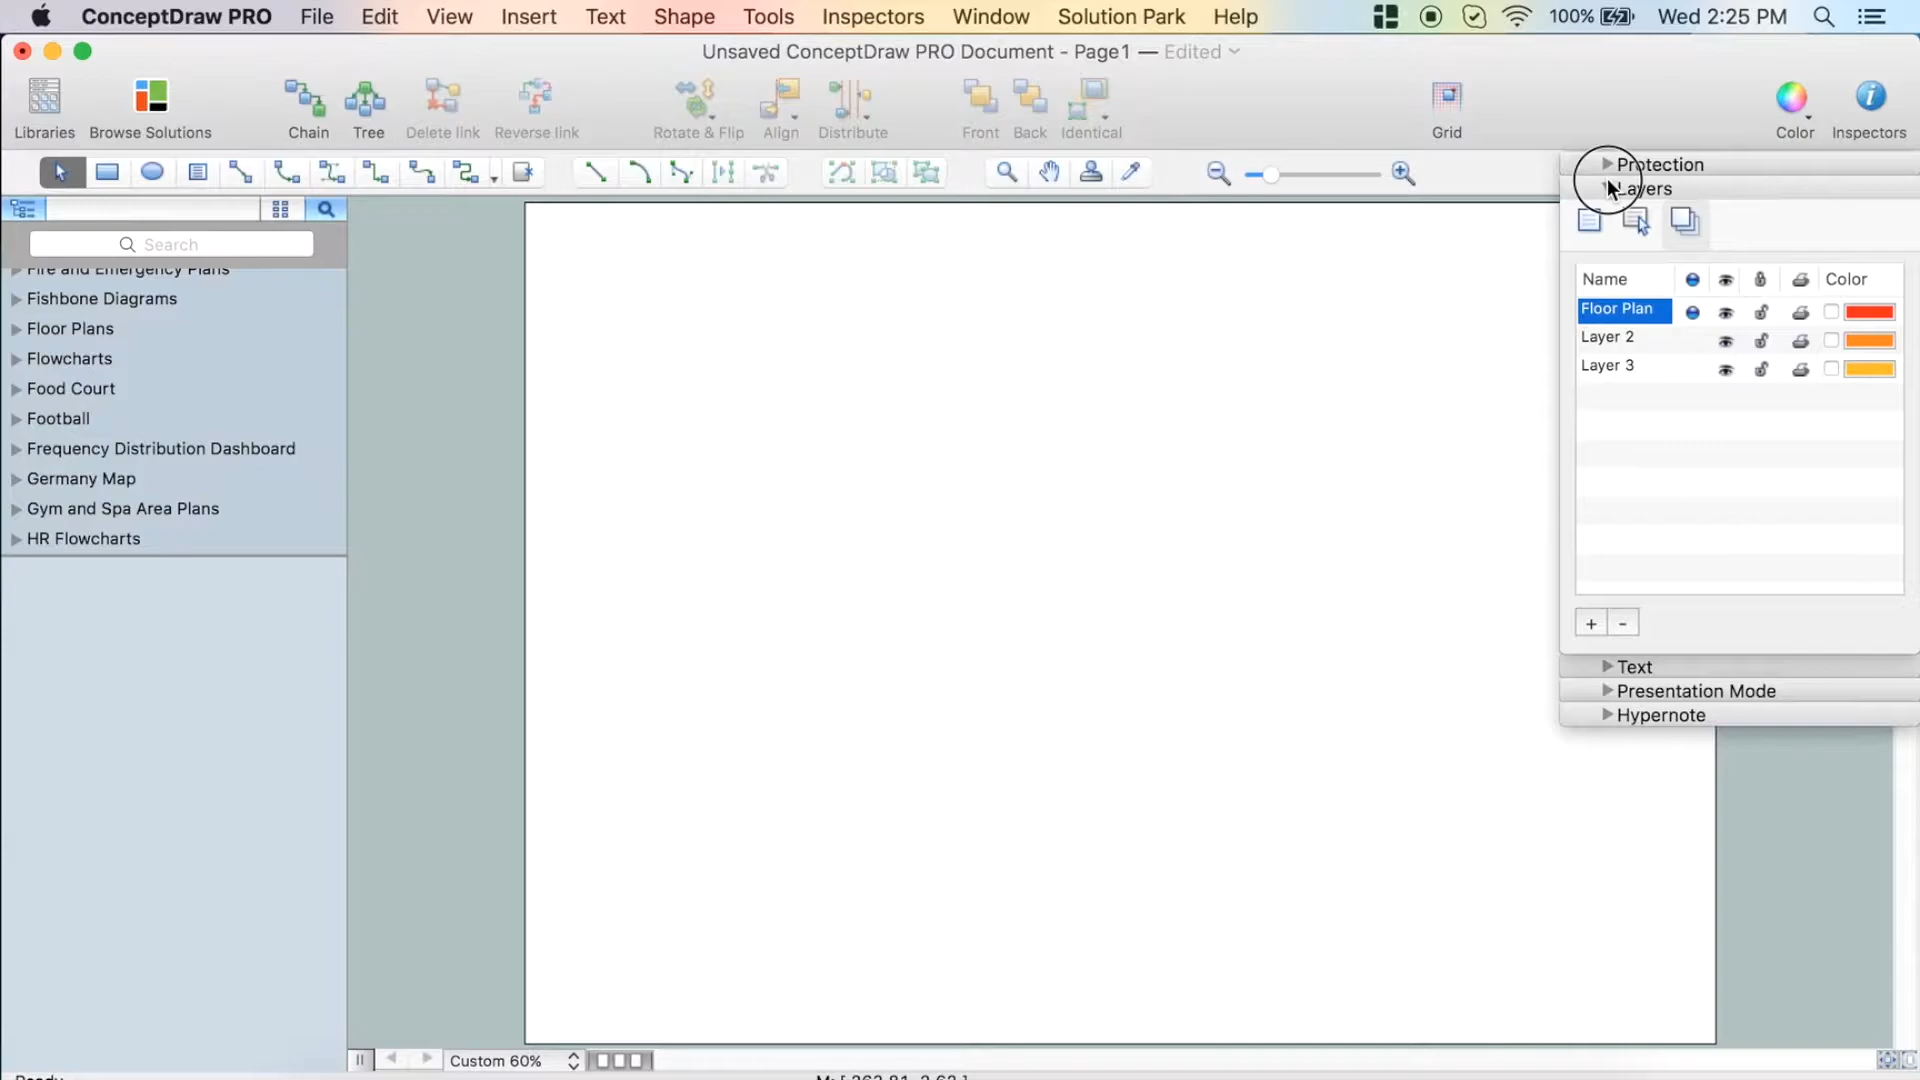 ConceptDraw PRO File Edit View Insert Text Shape Tools Inspectors Window Solution Park Help 100% Wed 2:25 PM
Unsaved ConceptDraw PRO Document - Page1 — Edited
Libraries Browse Solutions Chain Tree Delete link Reverse link Rotate & Flip Align Distribute Front Back Identical Grid Color Inspectors
Protection
Layers
Search
Name Color
Fire and Emergency Plans
Fishbone Diagrams
Floor Plans
Flowcharts
Food Court
Football
Frequency Distribution Dashboard
Germany Map
Gym and Spa Area Plans
HR Flowcharts
Floor Plan
Layer 2
Layer 3
+ -
Text
Presentation Mode
Hypernote
Custom 60%